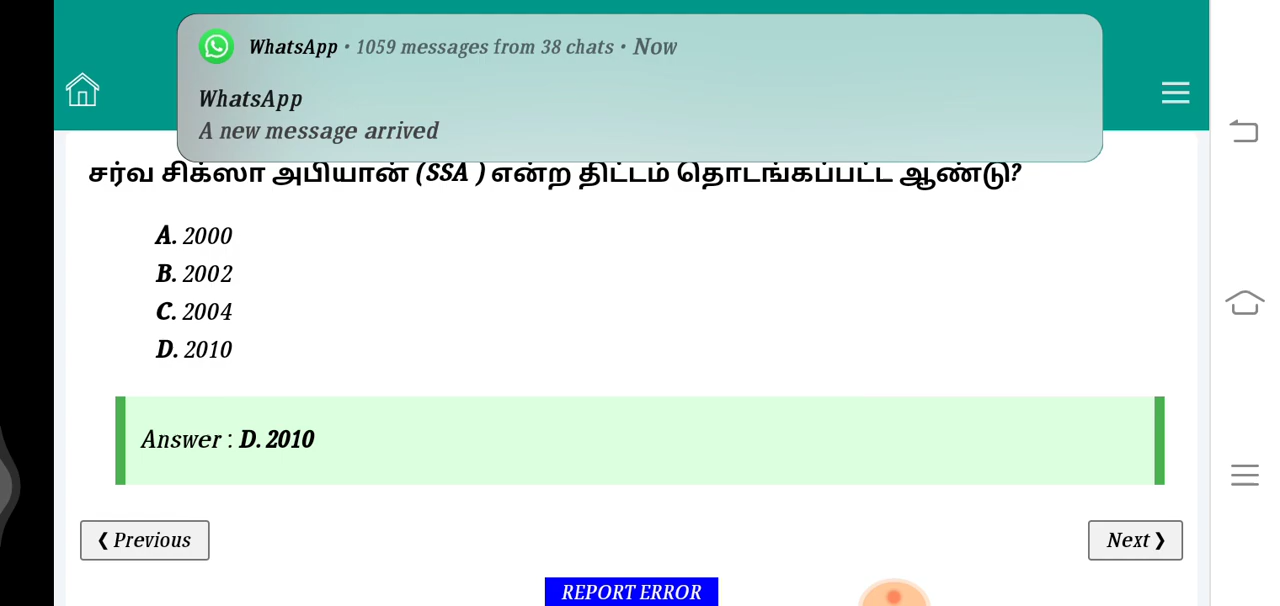 WhatsApp • 1059 messages from 38 chats • Now
WhatsApp
A new message arrived
சர்வ சிக்ஸா அபியான் (SSA ) என்ற திட்டம் தொடங்கப்பட்ட ஆண்டு?
A. 2000
B. 2002
C. 2004
D. 2010
Answer : D. 2010
❮ Previous
Next ❯
REPORT ERROR